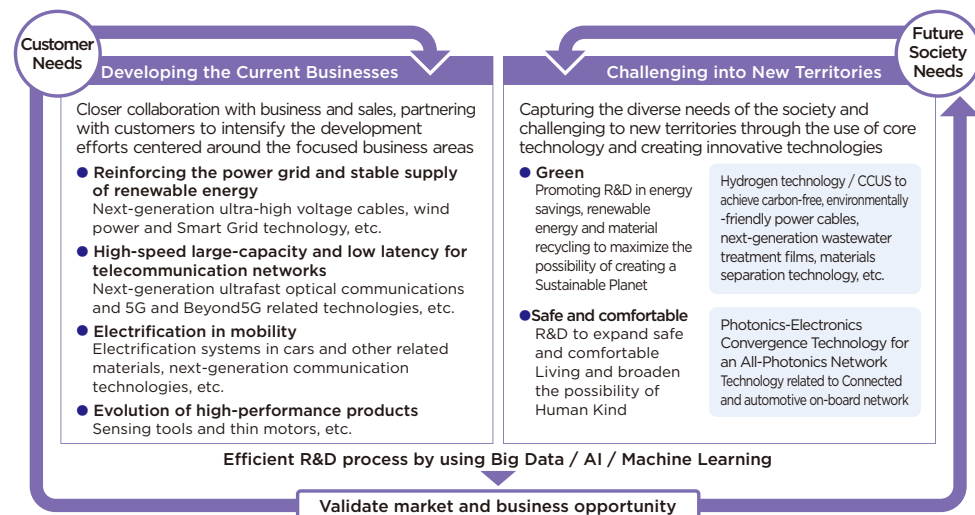 Customer
Needs
Future
Society
Needs
Developing the Current Businesses
Closer collaboration with business and sales, partnering
with customers to intensify the development
efforts centered around the focused business areas
● Reinforcing the power grid and stable supply
of renewable energy
Next-generation ultra-high voltage cables, wind
power and Smart Grid technology, etc.
● High-speed large-capacity and low latency for
telecommunication networks
Next-generation ultrafast optical communications
and 5G and Beyond5G related technologies, etc.
● Electrification in mobility
Electrification systems in cars and other related
materials, next-generation communication
technologies, etc.
● Evolution of high-performance products
Sensing tools and thin motors, etc.
Challenging into New Territories
Capturing the diverse needs of the society and
challenging to new territories through the use of core
technology and creating innovative technologies
● Green
Promoting R&D in energy
savings, renewable
energy and material
recycling to maximize the
possibility of creating a
Sustainable Planet
Hydrogen technology / CCUS to
achieve carbon-free, environmentally
-friendly power cables,
next-generation wastewater
treatment films, materials
separation technology, etc.
●Safe and comfortable
R&D to expand safe
and comfortable
Living and broaden
the possibility of
Human Kind
Photonics-Electronics
Convergence Technology for
an All-Photonics Network
Technology related to Connected
and automotive on-board network
Efficient R&D process by using Big Data / AI / Machine Learning
Validate market and business opportunity